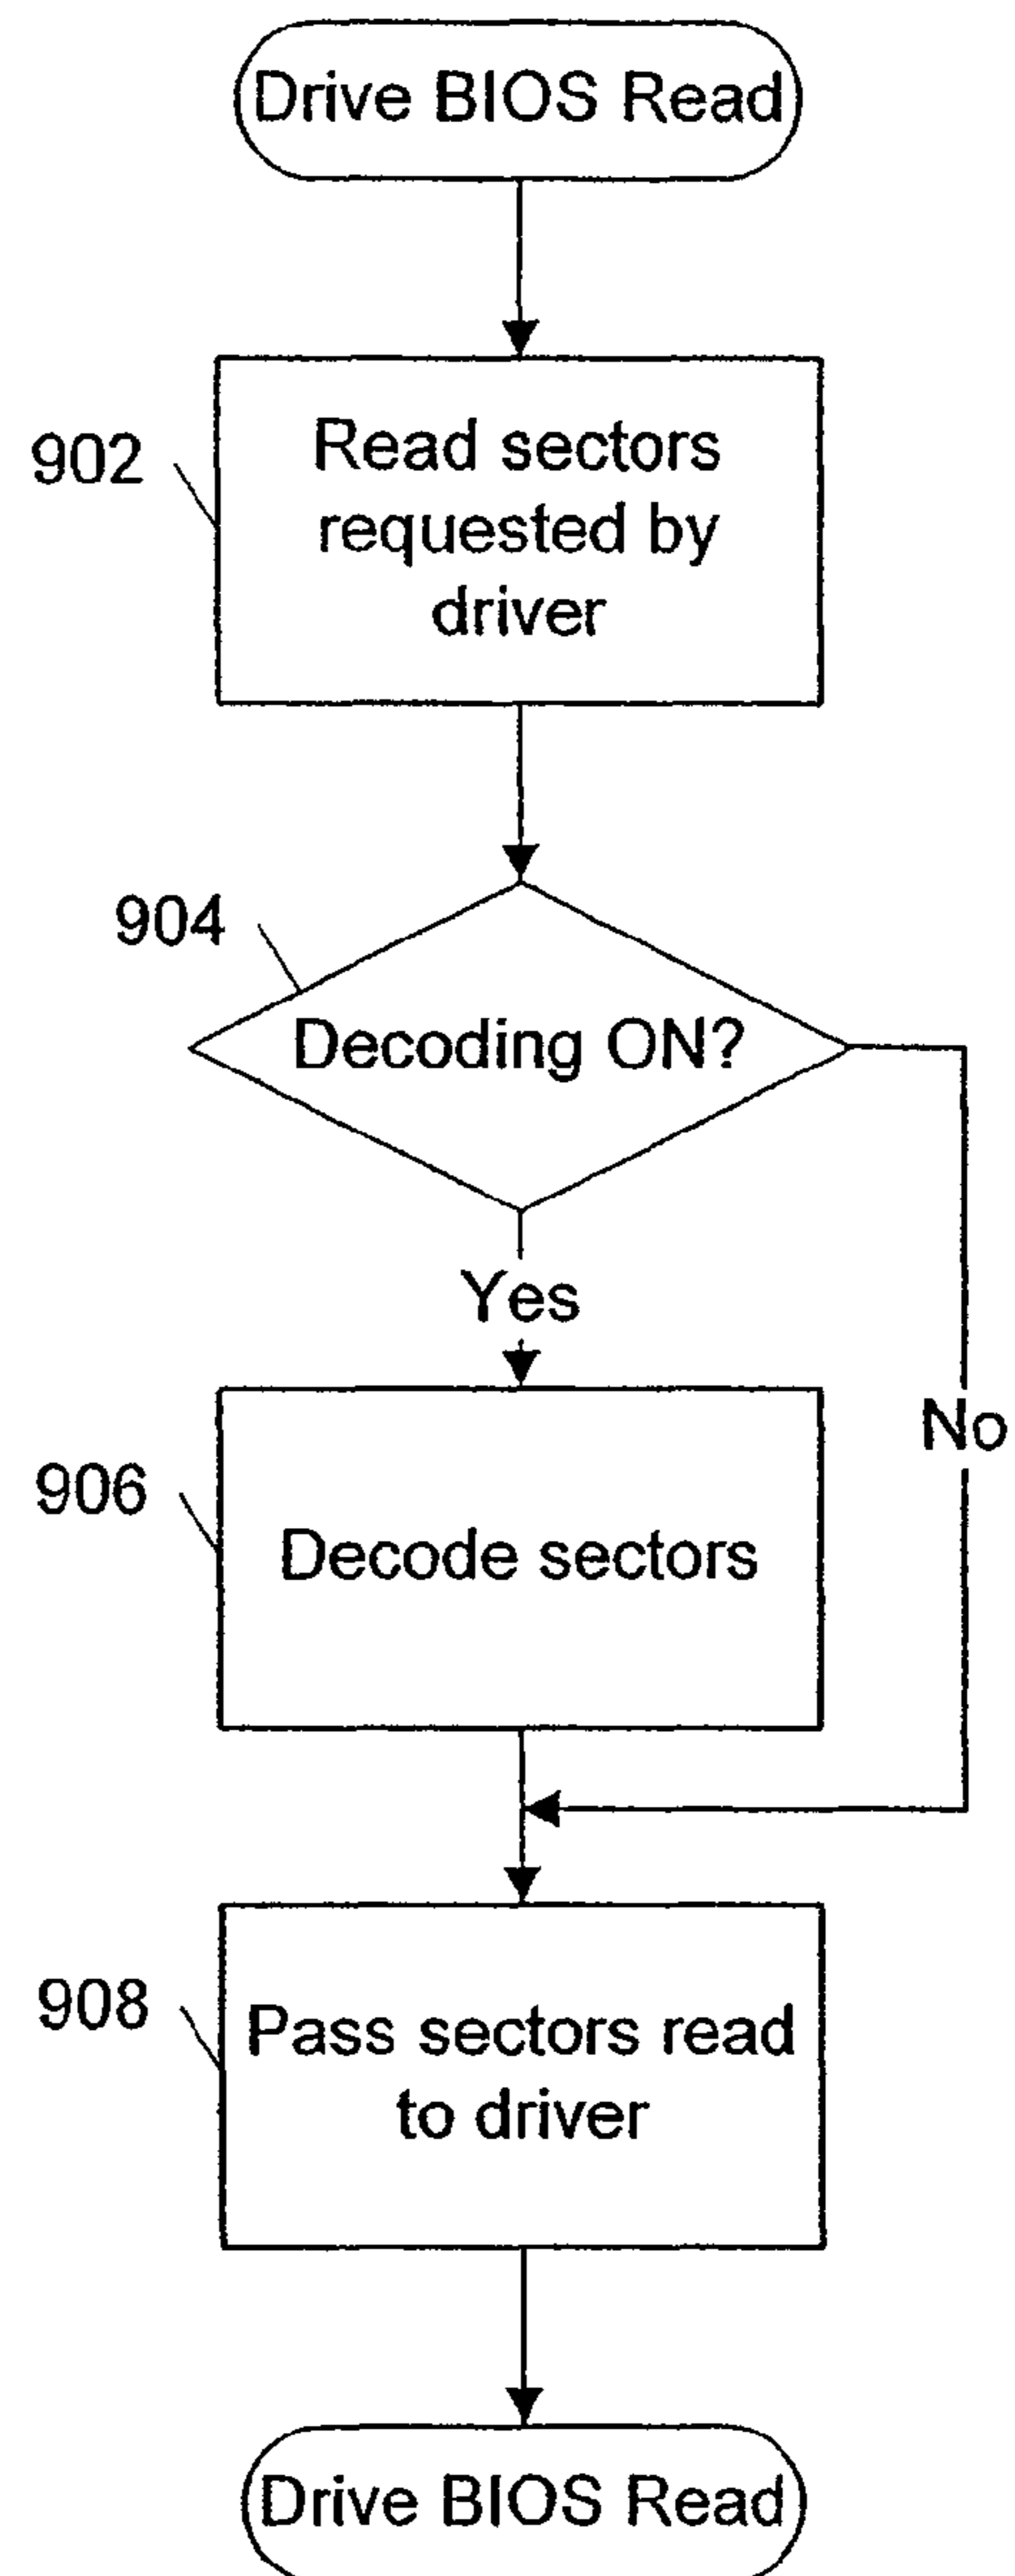 Drive BIOS Read
902
Read sectors
requested by
driver
904
Decoding ON?
Yes
No
906
Decode sectors
908
Pass sectors read
to driver
Drive BIOS Read